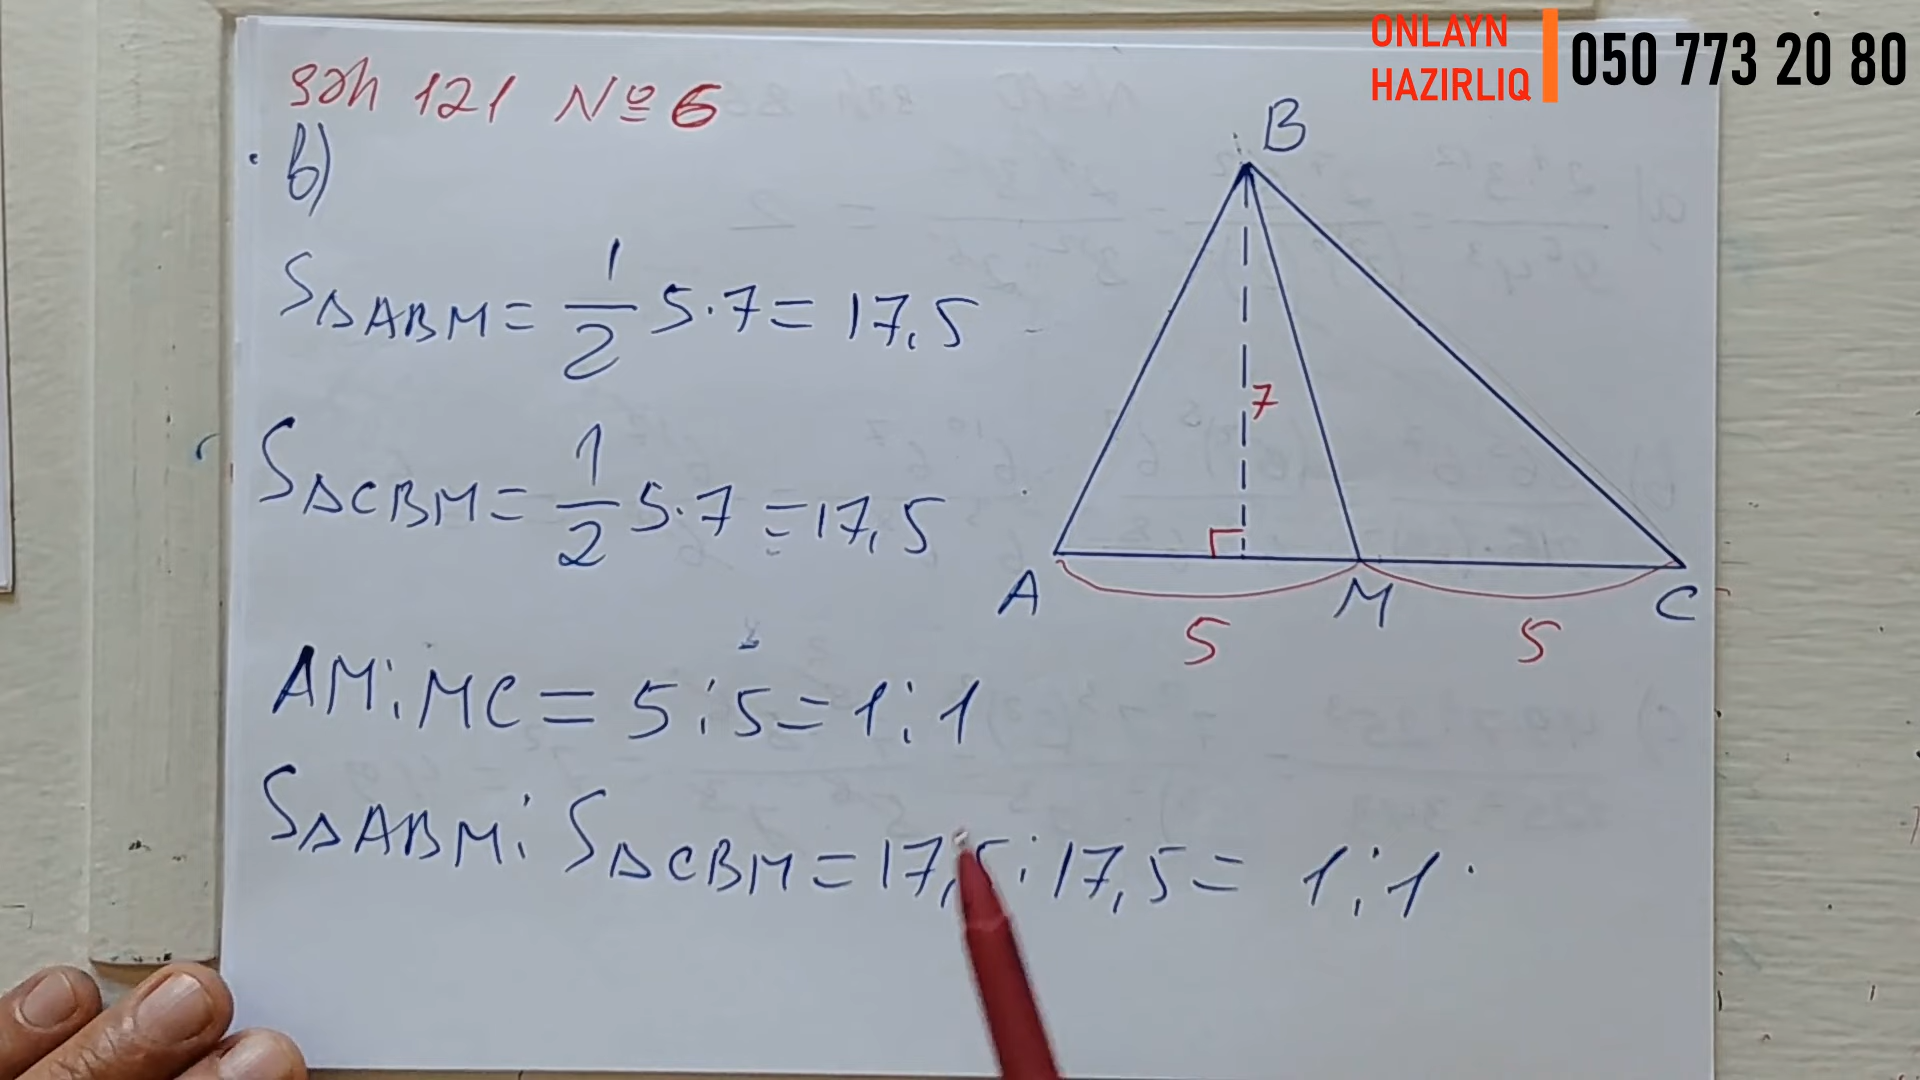 ONLAYN
HAZIRLIQ
050 773 20 80
səh 121 № 6
b)
S△ABM = 1/2 5·7 = 17,5
S△CBM = 1/2 5·7 = 17,5
AM:MC = 5:5 = 1:1
S△ABM : S△CBM = 17,5 : 17,5 = 1:1
B
7
A
M
C
5
5